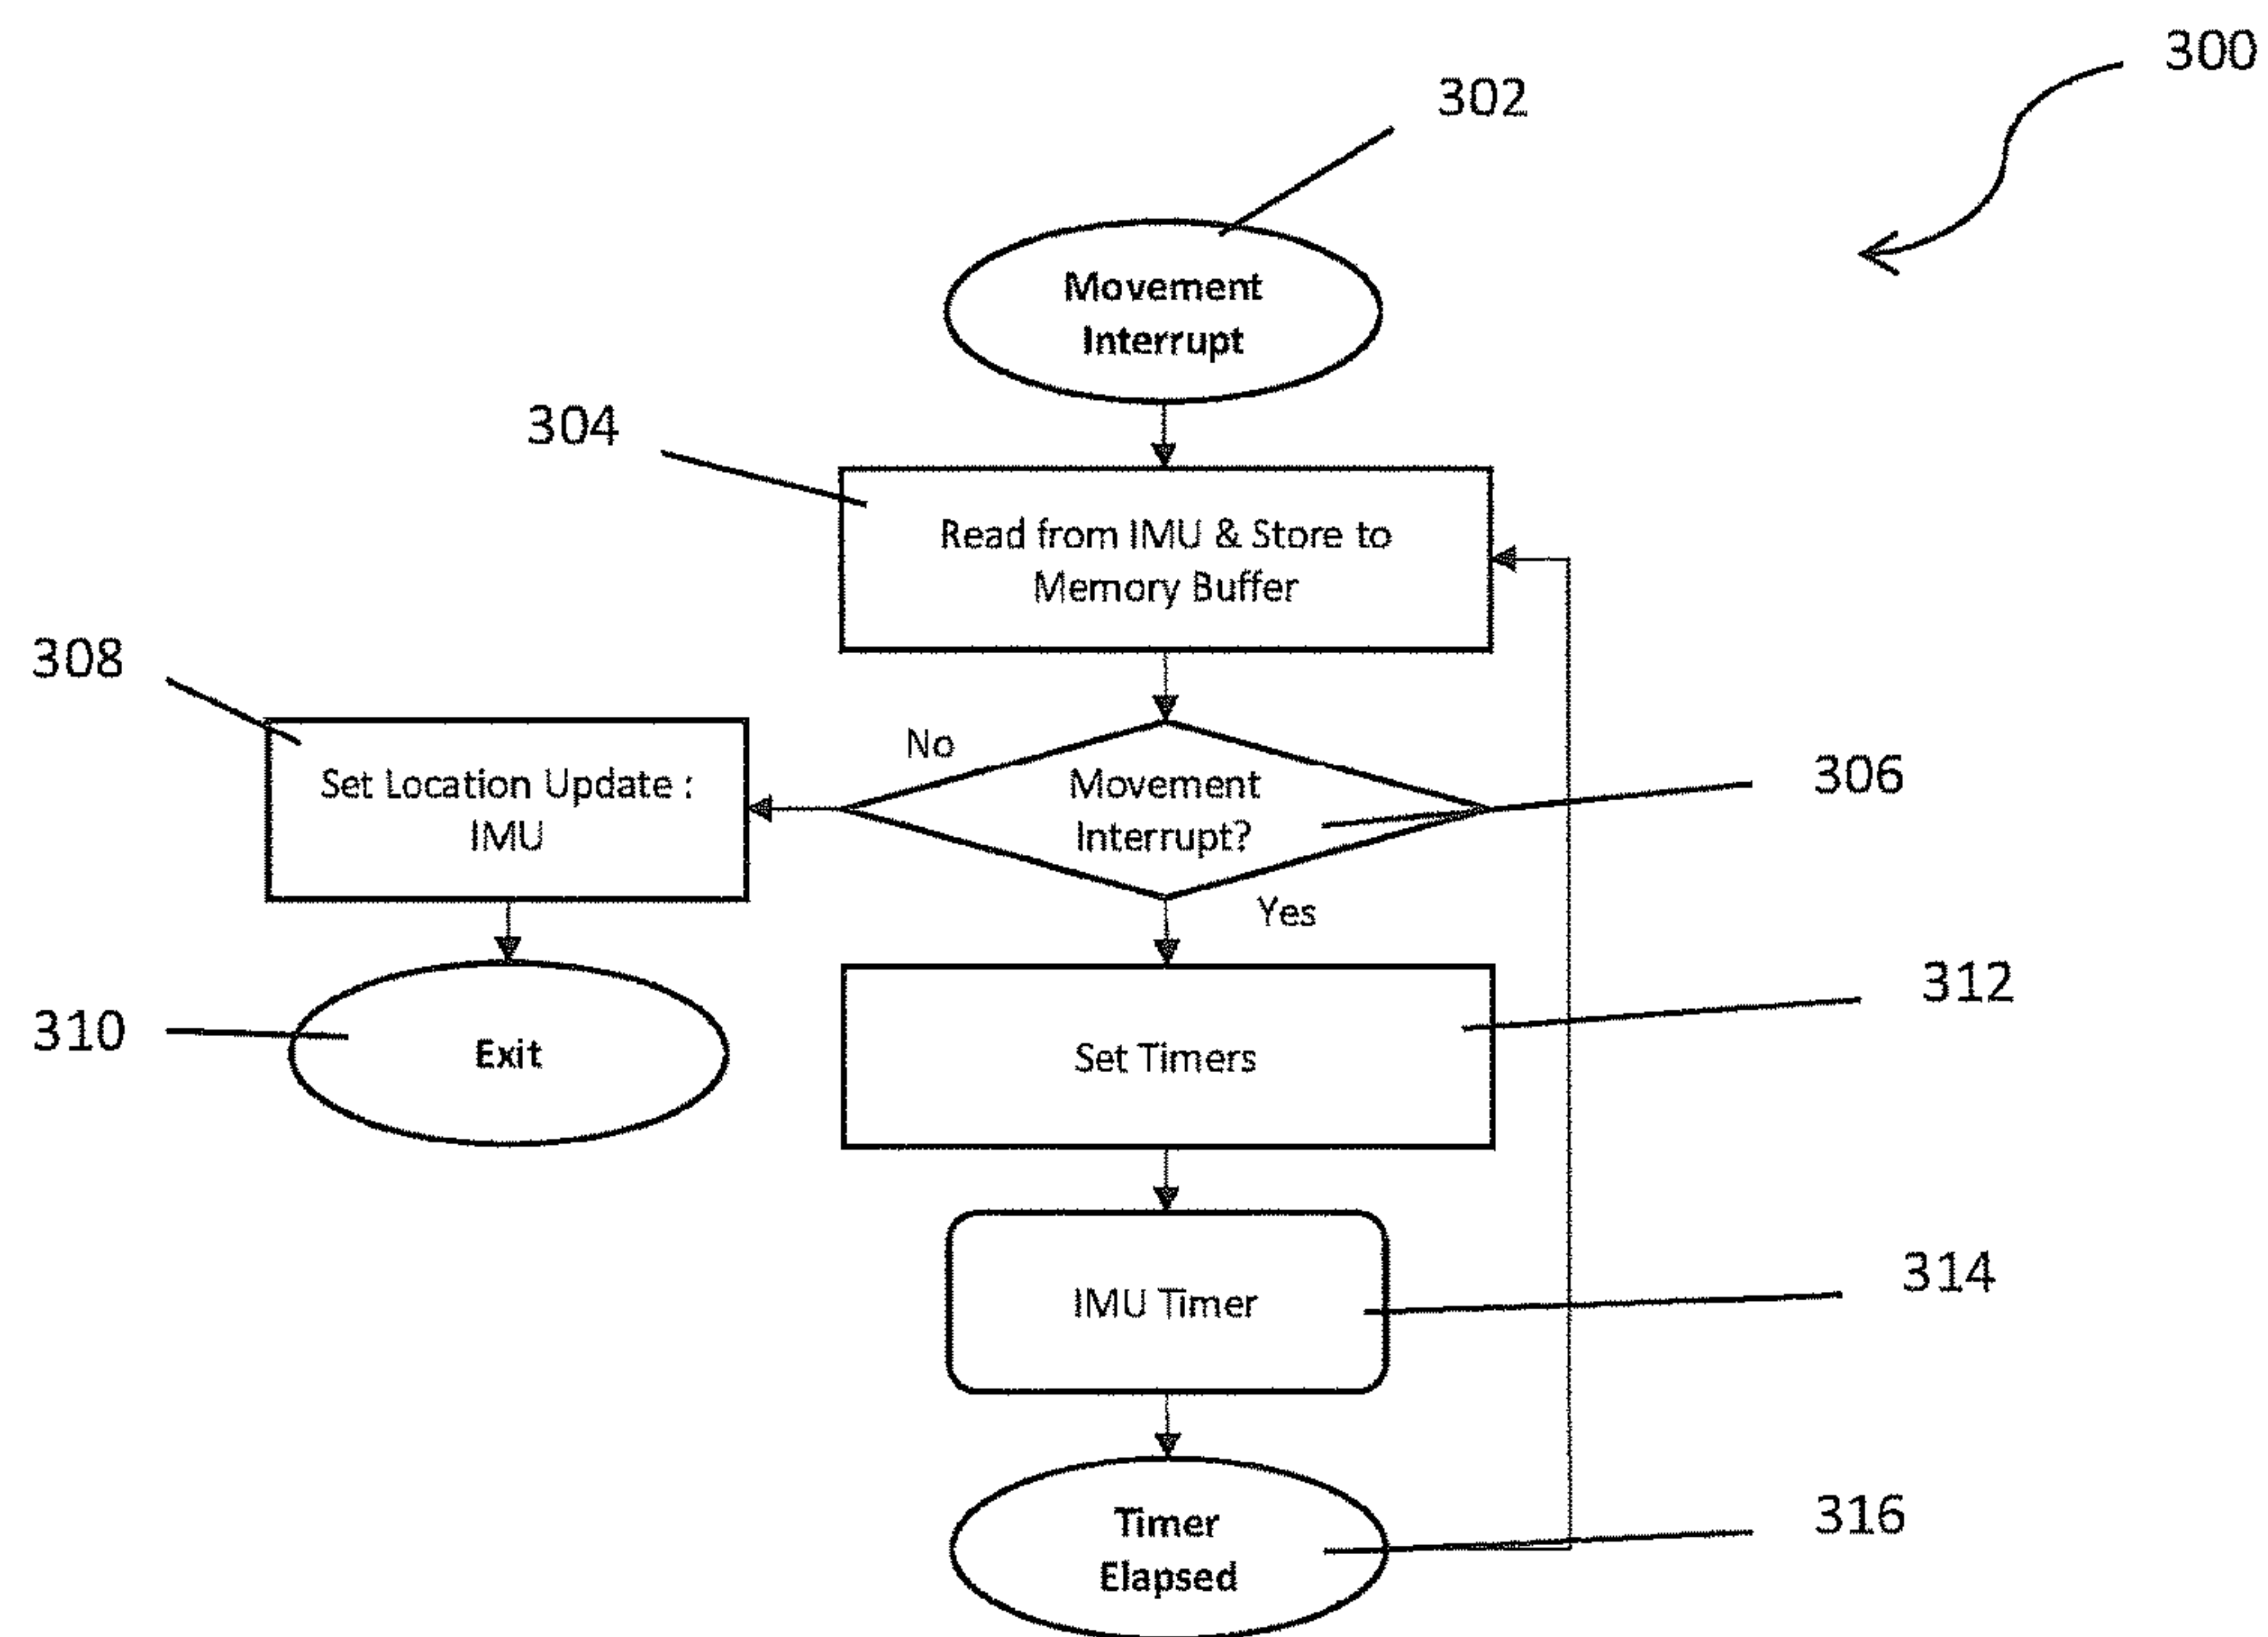 300
302
Movement
Interrupt
304
Read from IMU & Store to
Memory Buffer
308
No
Set Location Update :
IMU
Movement
Interrupt?
306
Yes
312
310
Exit
Set Timers
314
IMU Timer
316
Timer
Elapsed